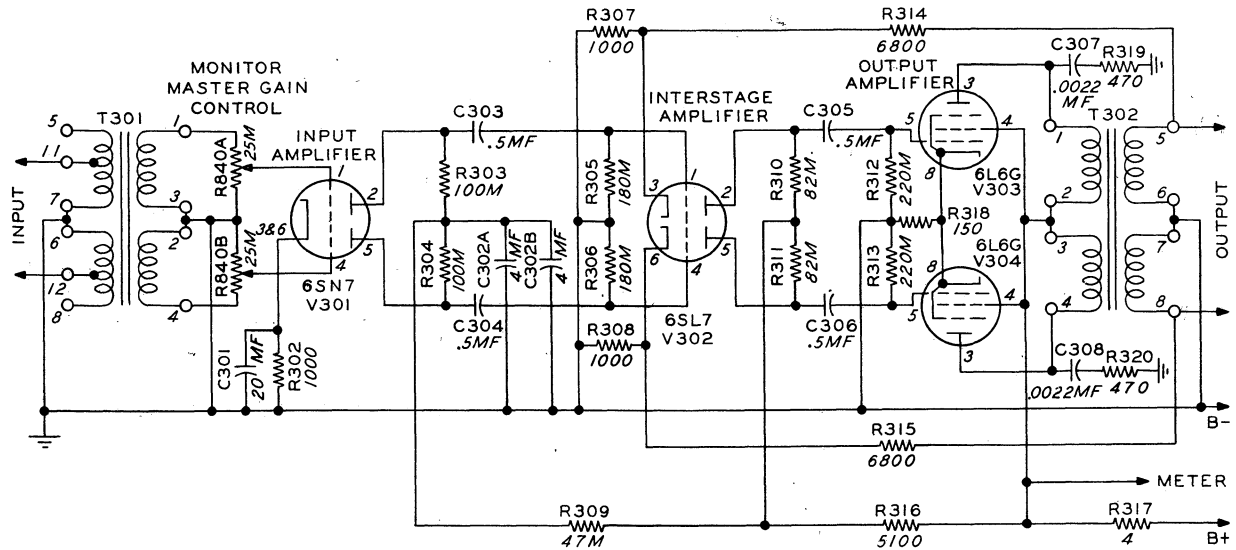 R307
1000
R314
6800
C307
.0022
MF
R319
470
MONITOR
MASTER GAIN
CONTROL
OUTPUT
AMPLIFIER
3
T301
5
11
7
6
12
8
1
3
2
4
R840A
25M
R840B
25M
INPUT
INPUT
AMPLIFIER
1
2
3&6
5
4
6SN7
V301
C301
20 MF
R302
1000
C303
.5MF
R303
100M
R304
100M
C302A
4 MF
C302B
4 MF
C304
.5MF
R305
180M
R306
180M
R308
1000
INTERSTAGE
AMPLIFIER
1
3
2
6
5
4
6SL7
V302
C305
.5MF
R310
82M
R311
82M
R312
220M
R313
220M
C306
.5MF
5
4
8
6L6G
V303
R318
150
6L6G
V304
8
5
4
3
T302
1
2
3
4
5
6
7
8
OUTPUT
C308
.0022MF
R320
470
B-
R315
6800
METER
R309
47M
R316
5100
R317
4
B+